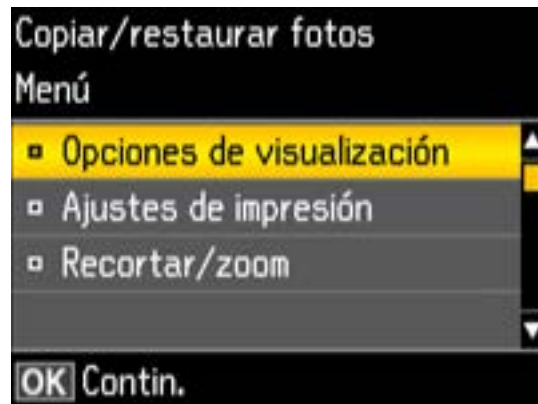 Copiar/restaurar fotos
Menú
Opciones de visualización
Ajustes de impresión
Recortar/zoom
OK Contin.